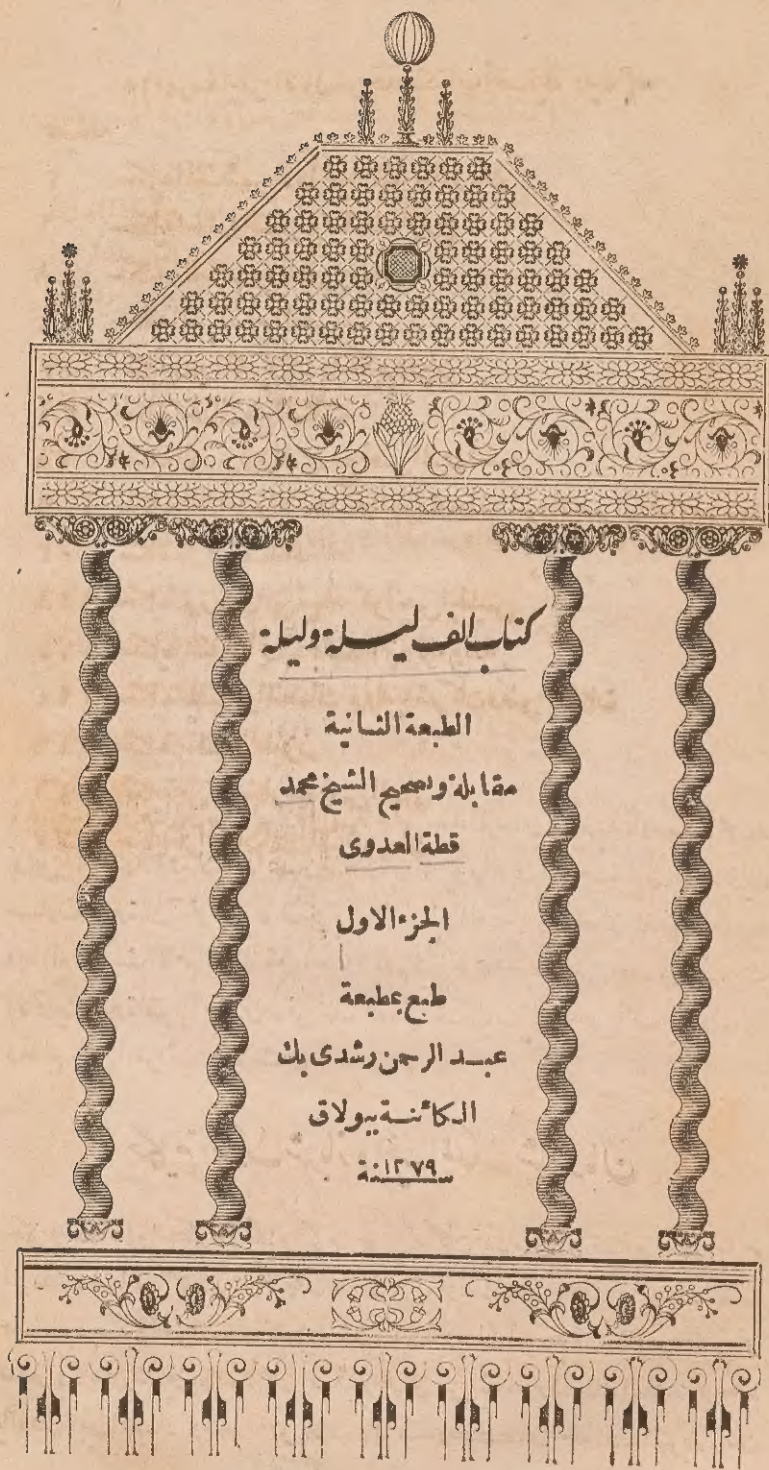 كتاب الف ليلة وليلة
الطبعة الثانية
مقابلة وتصحيح الشيخ محمد
قطة العدوى
الجزء الاول
طبع بمطبعة
عبد الرحمن رشدى بك
الكائنة ببولاق
سنة ١٢٧٩